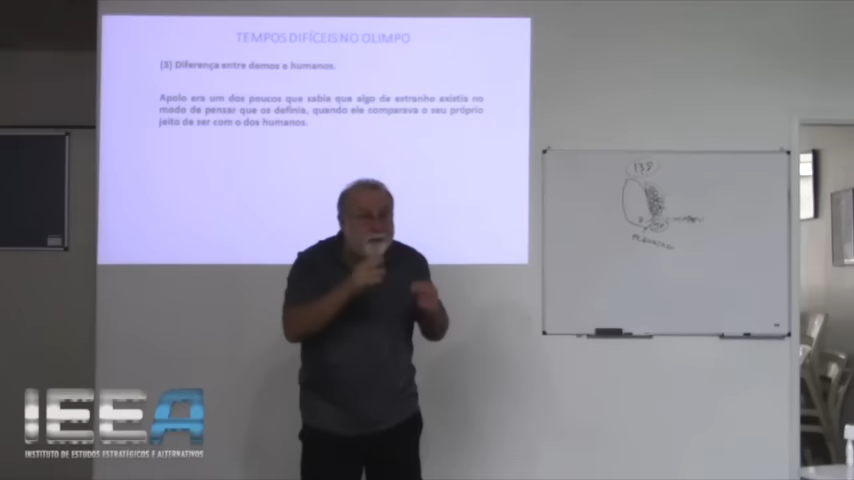 TEMPOS DIFÍCEIS NO OLIMPO
(3) Diferença entre demos e humanos.
Apolo era um dos poucos que sabia que algo de estranho existia no
modo de pensar que os definia, quando ele comparava o seu próprio
jeito de ser com o dos humanos.
IEEA
INSTITUTO DE ESTUDOS ESTRATÉGICOS E ALTERNATIVOS